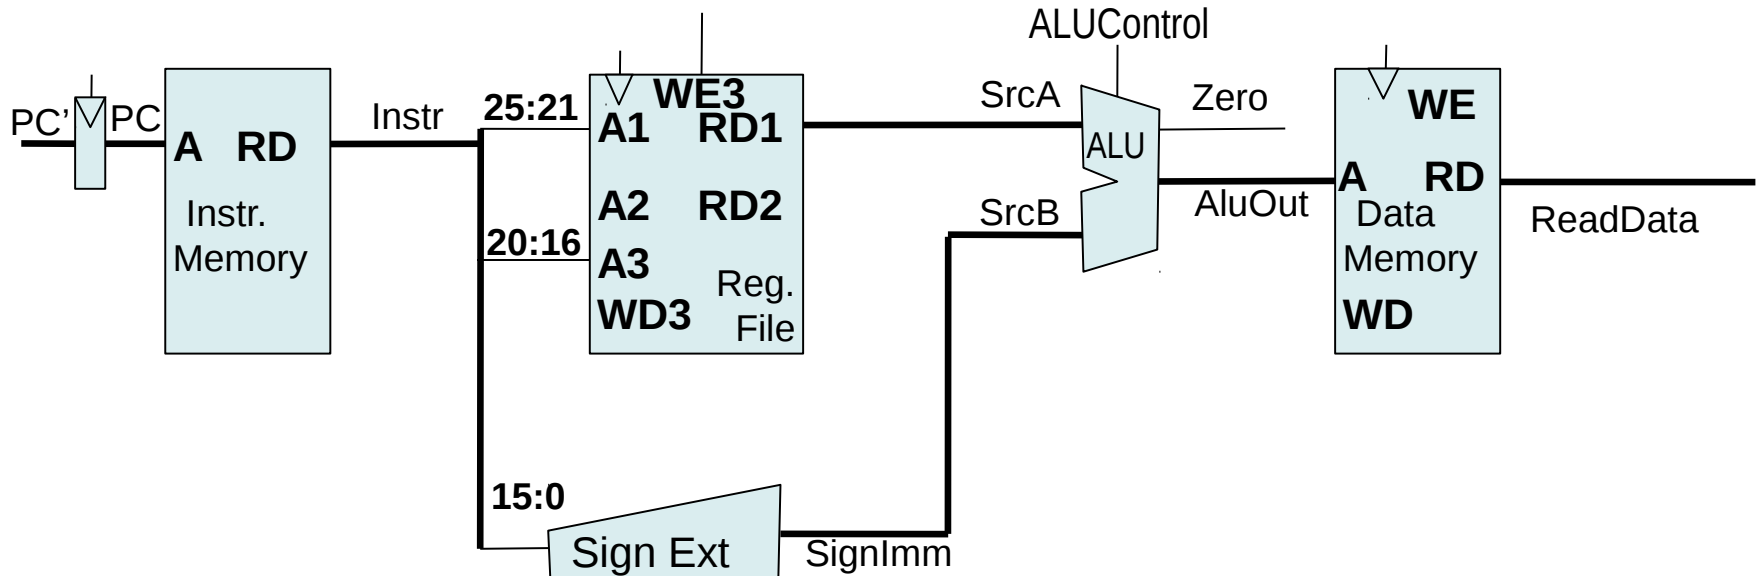 ALUControl
PC'
PC
A RD
Instr.
Memory
Instr
25:21
20:16
15:0
WE3
A1 RD1
A2 RD2
A3
WD3
Reg.
File
Sign Ext
SignImm
SrcA
SrcB
ALU
Zero
AluOut
WE
A RD
Data
Memory
WD
ReadData